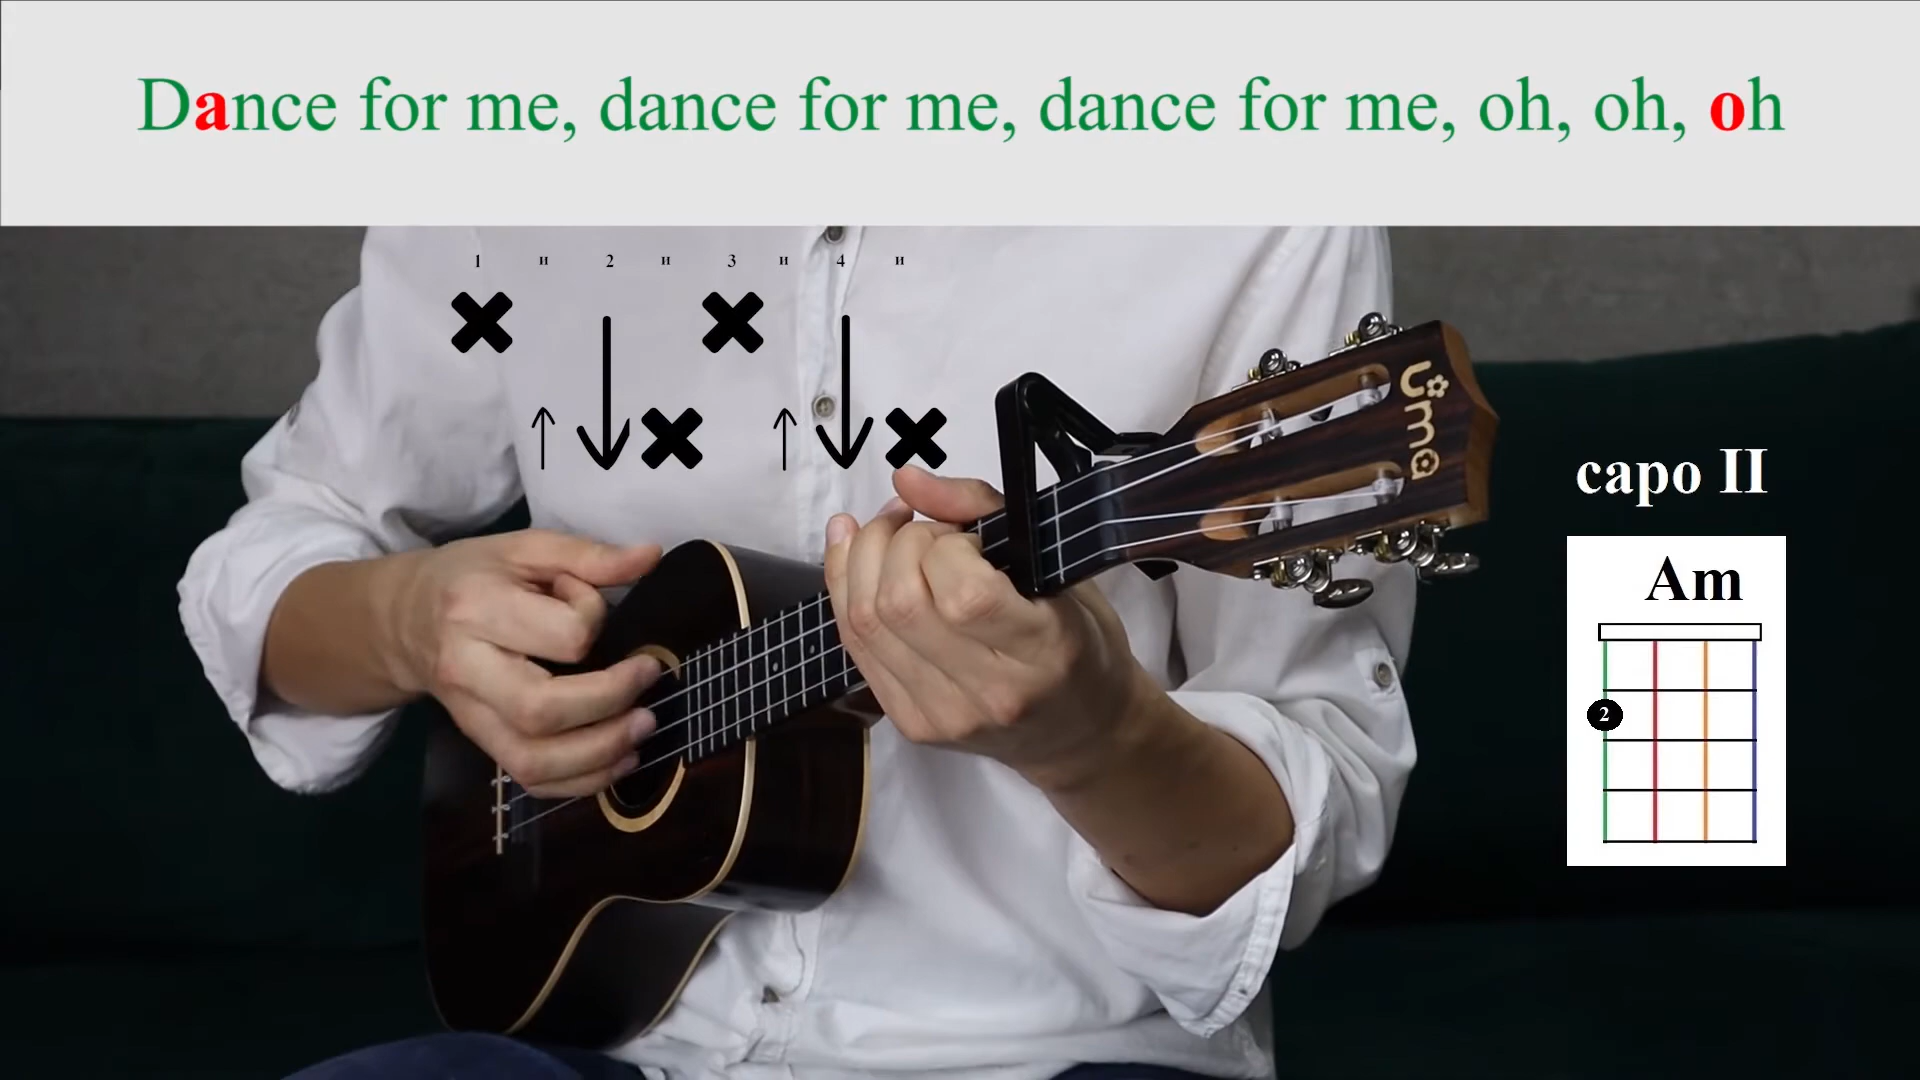 Dance for me, dance for me, dance for me, oh, oh, oh
1 и 2 и 3 и 4 и
uma
capo II
Am
2